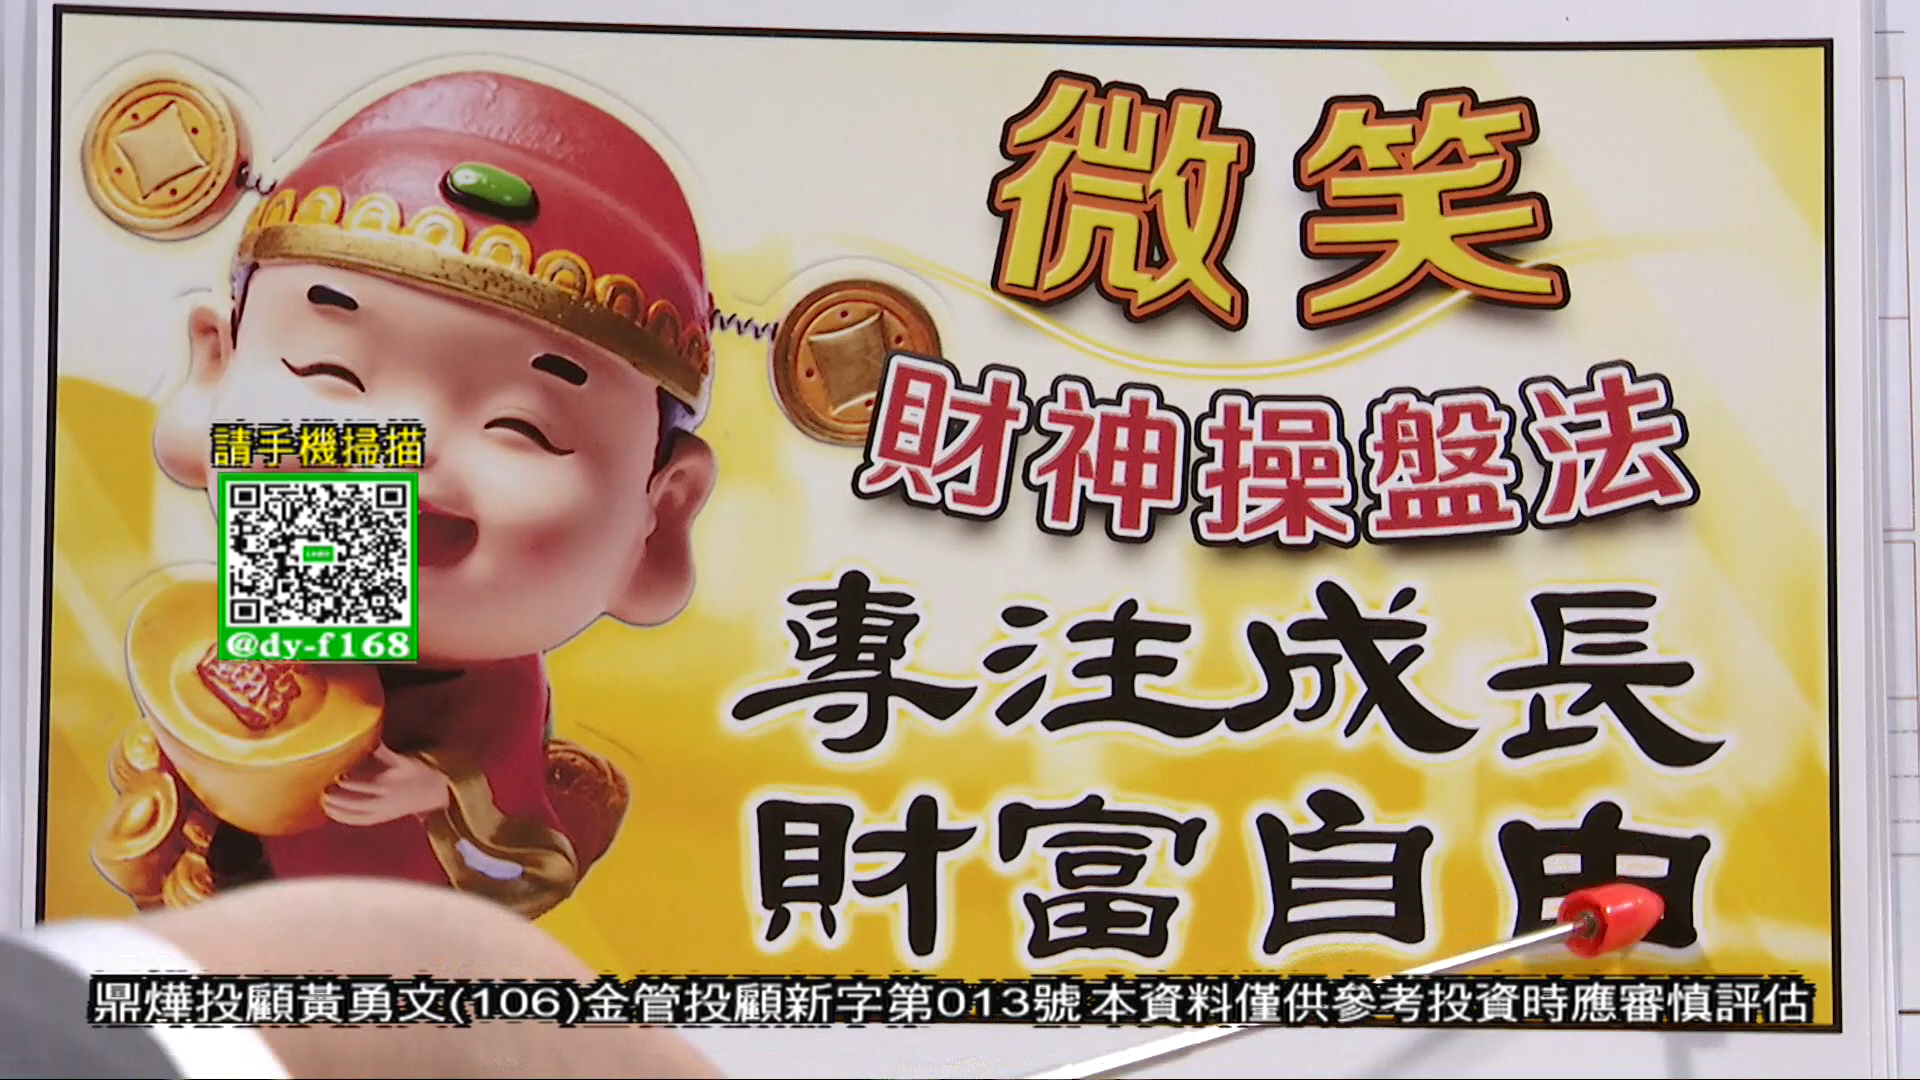 微笑
財神操盤法
專注成長
財富自由
請手機掃描
@dy-f168
鼎燁投顧黃勇文(106)金管投顧新字第013號 本資料僅供參考投資時應審慎評估